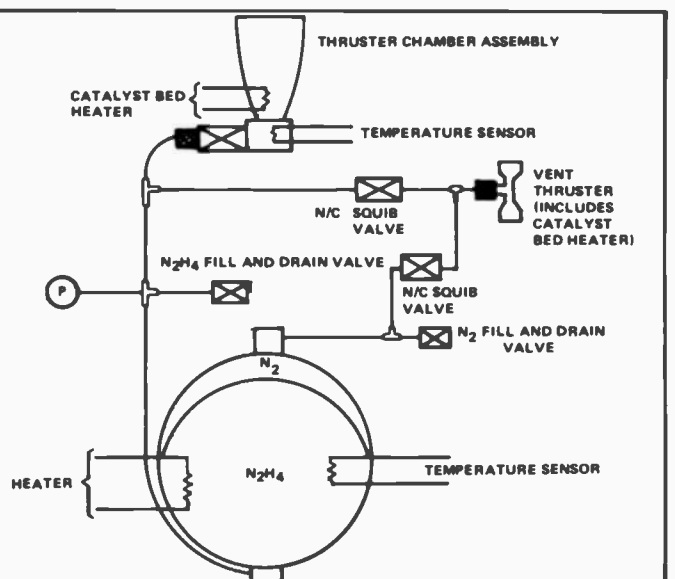 THRUSTER CHAMBER ASSEMBLY
CATALYST BED
HEATER
TEMPERATURE SENSOR
VENT
THRUSTER
(INCLUDES
CATALYST
BED HEATER)
N/C SQUIB
VALVE
N₂H₄ FILL AND DRAIN VALVE
N/C SQUIB
VALVE
P
N₂ FILL AND DRAIN
VALVE
N₂
HEATER
N₂H₄
TEMPERATURE SENSOR